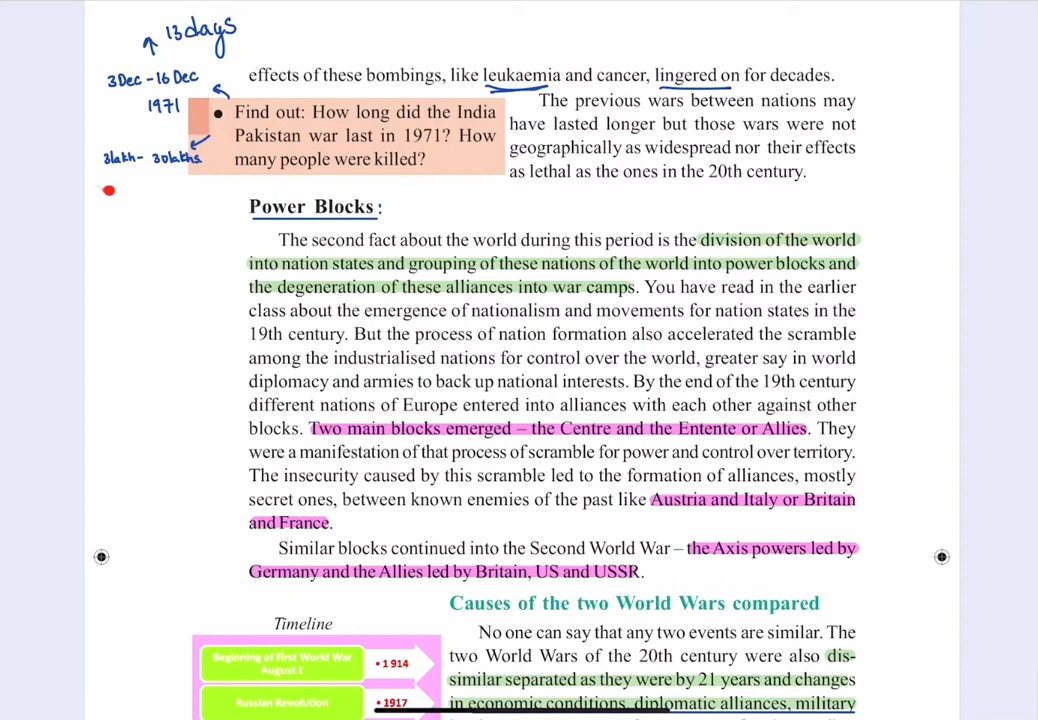 13 days
3 Dec - 16 Dec
1971
3 lakh - 30 lakhs.
effects of these bombings, like leukaemia and cancer, lingered on for decades.
• Find out: How long did the India
Pakistan war last in 1971? How
many people were killed?
The previous wars between nations may
have lasted longer but those wars were not
geographically as widespread nor their effects
as lethal as the ones in the 20th century.
Power Blocks :
The second fact about the world during this period is the division of the world
into nation states and grouping of these nations of the world into power blocks and
the degeneration of these alliances into war camps. You have read in the earlier
class about the emergence of nationalism and movements for nation states in the
19th century. But the process of nation formation also accelerated the scramble
among the industrialised nations for control over the world, greater say in world
diplomacy and armies to back up national interests. By the end of the 19th century
different nations of Europe entered into alliances with each other against other
blocks. Two main blocks emerged – the Centre and the Entente or Allies. They
were a manifestation of that process of scramble for power and control over territory.
The insecurity caused by this scramble led to the formation of alliances, mostly
secret ones, between known enemies of the past like Austria and Italy or Britain
and France.
Similar blocks continued into the Second World War – the Axis powers led by
Germany and the Allies led by Britain, US and USSR.
Causes of the two World Wars compared
Timeline
Beginning of First World War
August 1
• 1914
Russian Revolution
• 1917
No one can say that any two events are similar. The
two World Wars of the 20th century were also dis-
similar separated as they were by 21 years and changes
in economic conditions, diplomatic alliances, military